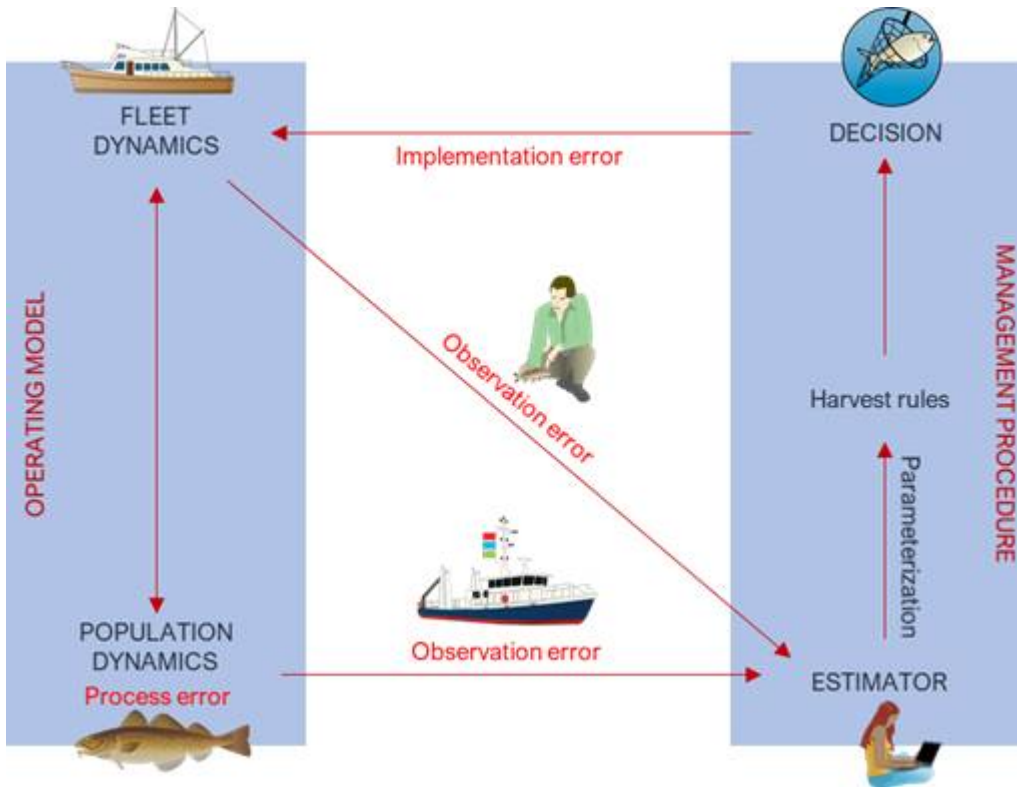 FLEET
DYNAMICS
DECISION
Implementation error
OPERATING MODEL
Observation error
MANAGEMENT PROCEDURE
Harvest rules
Parameterization
POPULATION
DYNAMICS
Process error
Observation error
ESTIMATOR